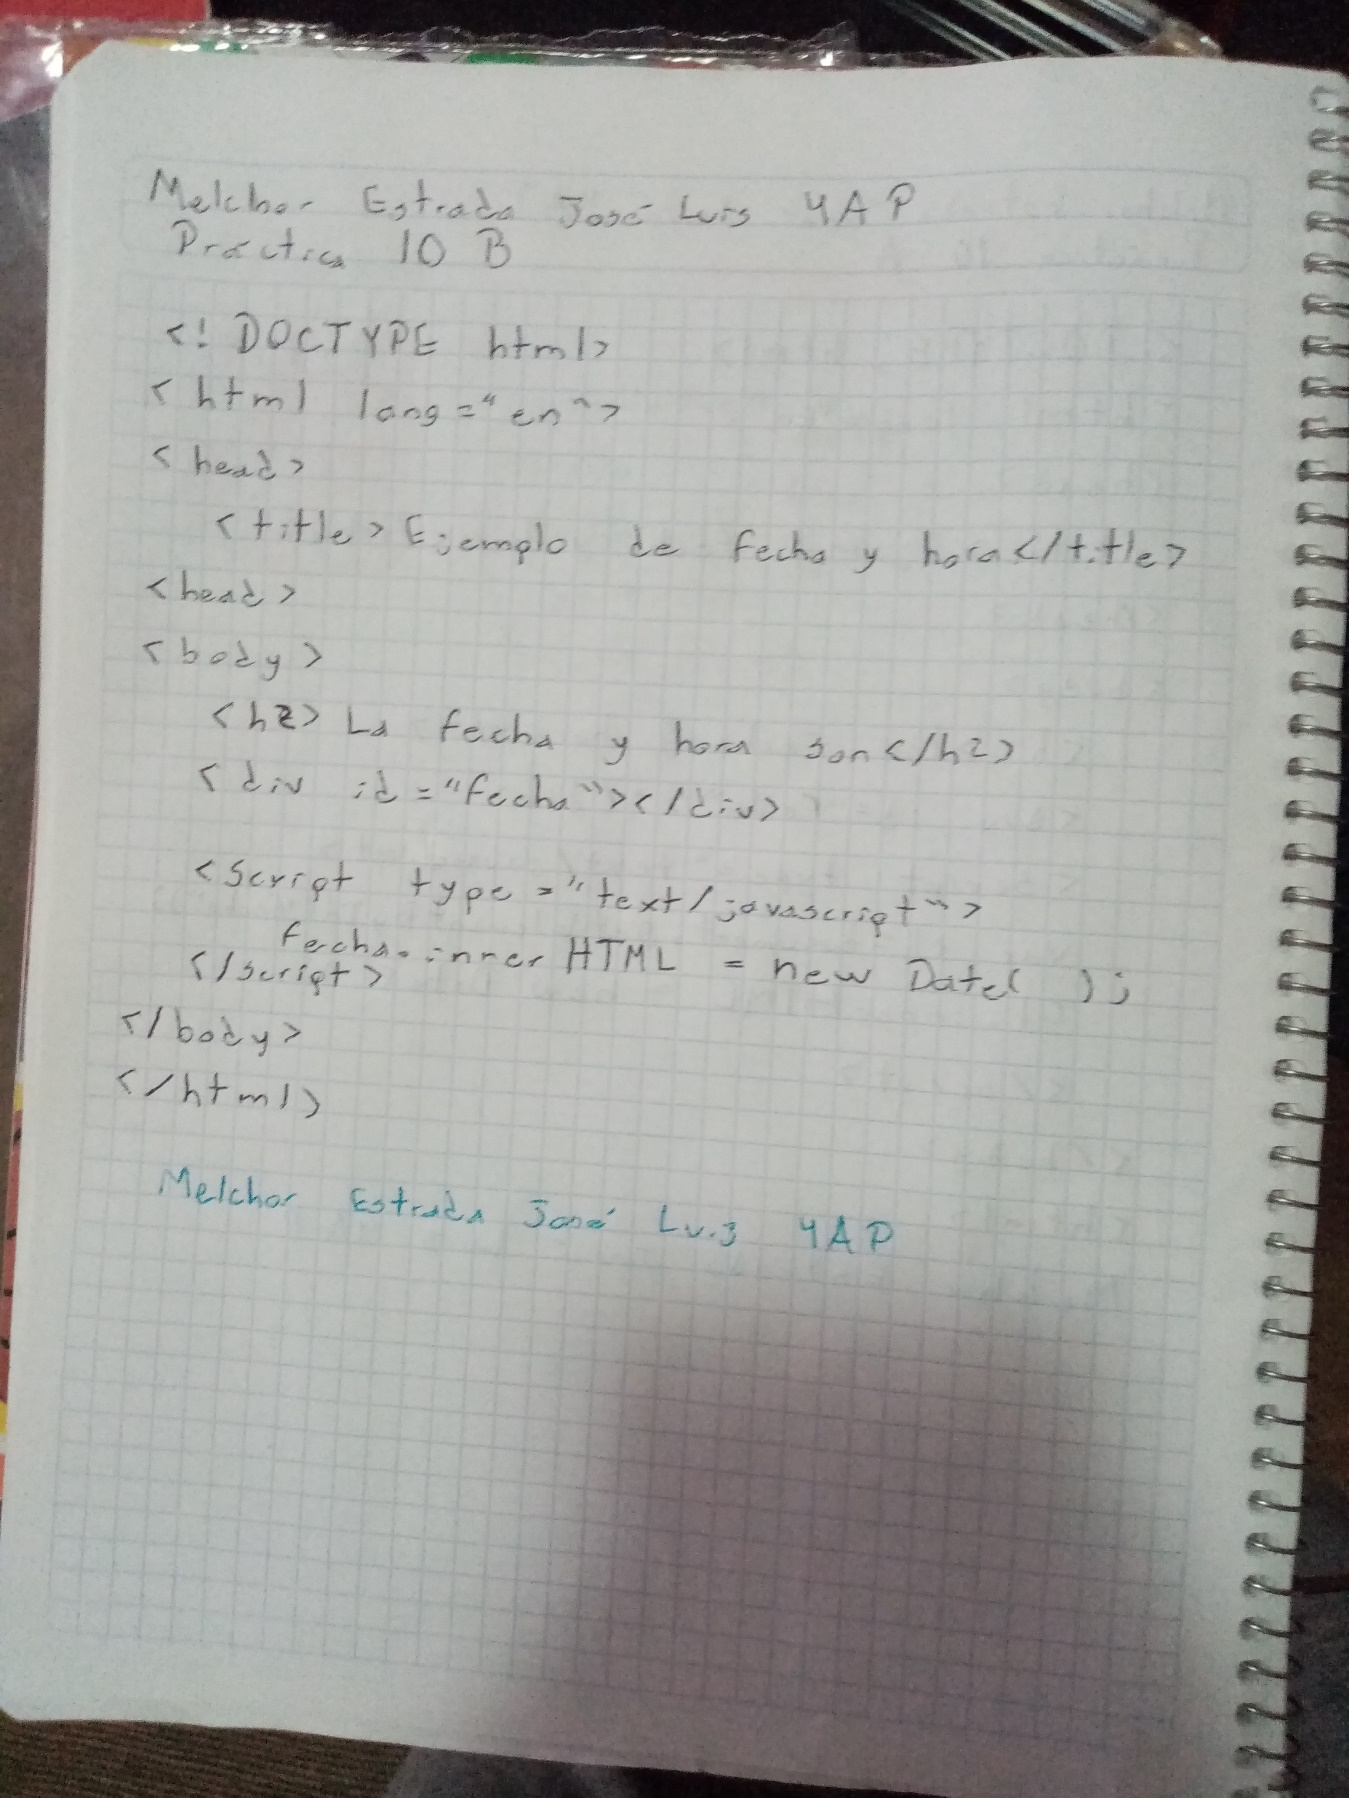 Melchor Estrada José Luis 4AP
Práctica 10 B
<! DOCTYPE html>
<html lang="en">
<head>
<title> Ejemplo de fecha y hora</title>
<head>
<body>
<h2> La fecha y hora son</h2>
<div id="fecha"></div>
<script type="text/javascript">
fecha.innerHTML = new Date( );
</script>
</body>
</html>
Melchor Estrada José Luis 4AP